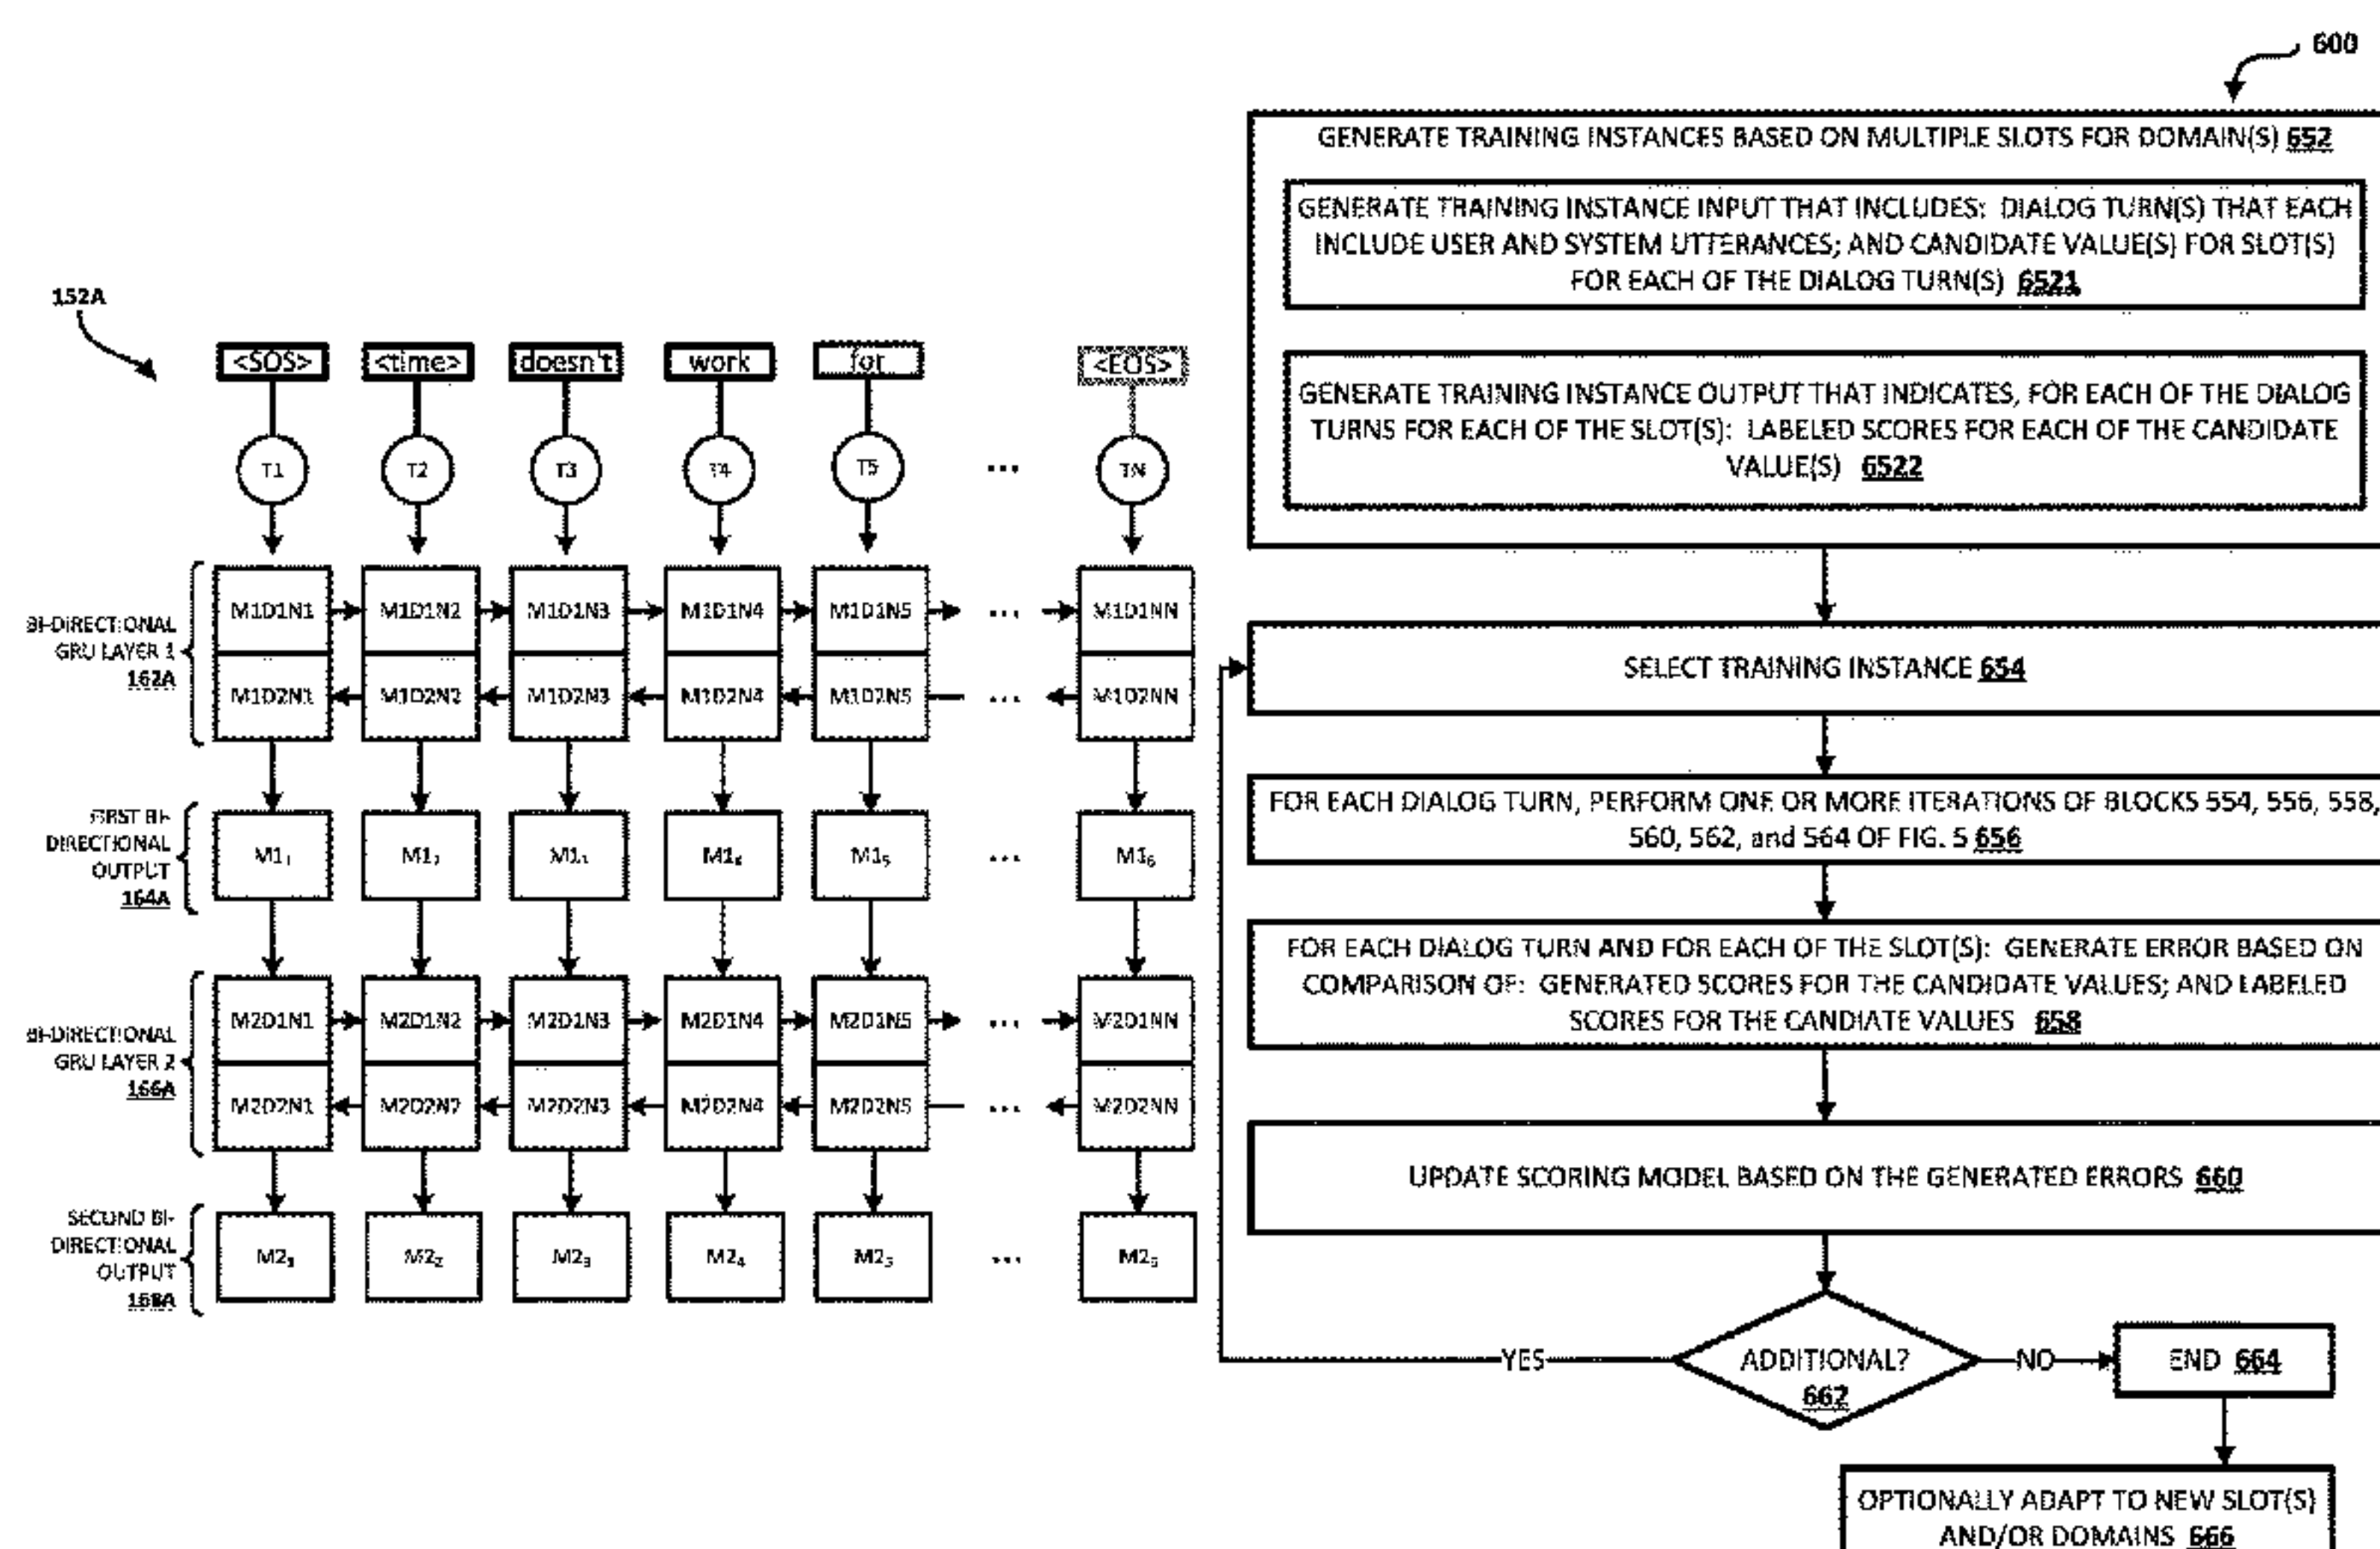 152A
<SOS> <time> doesn't work for <EOS>
T1 T2 T3 T4 T5 ... TN
BI-DIRECTIONAL
GRU LAYER 1
162A
M1D1N1 M1D1N2 M1D1N3 M1D1N4 M1D1N5 ... M1D1NN
M1D2N1 M1D2N2 M1D2N3 M1D2N4 M1D2N5 ... M1D2NN
FIRST BI-
DIRECTIONAL
OUTPUT
164A
M1₁ M1₂ M1₃ M1₄ M1₅ ... M1₆
BI-DIRECTIONAL
GRU LAYER 2
166A
M2D1N1 M2D1N2 M2D1N3 M2D1N4 M2D1N5 ... M2D1NN
M2D2N1 M2D2N2 M2D2N3 M2D2N4 M2D2N5 ... M2D2NN
SECOND BI-
DIRECTIONAL
OUTPUT
168A
M2₁ M2₂ M2₃ M2₄ M2₅ ... M2₆
600
GENERATE TRAINING INSTANCES BASED ON MULTIPLE SLOTS FOR DOMAIN(S) 652
GENERATE TRAINING INSTANCE INPUT THAT INCLUDES: DIALOG TURN(S) THAT EACH
INCLUDE USER AND SYSTEM UTTERANCES; AND CANDIDATE VALUE(S) FOR SLOT(S)
FOR EACH OF THE DIALOG TURN(S) 6521
GENERATE TRAINING INSTANCE OUTPUT THAT INDICATES, FOR EACH OF THE DIALOG
TURNS FOR EACH OF THE SLOT(S): LABELED SCORES FOR EACH OF THE CANDIDATE
VALUE(S) 6522
SELECT TRAINING INSTANCE 654
FOR EACH DIALOG TURN, PERFORM ONE OR MORE ITERATIONS OF BLOCKS 554, 556, 558,
560, 562, and 564 OF FIG. 5 656
FOR EACH DIALOG TURN AND FOR EACH OF THE SLOT(S): GENERATE ERROR BASED ON
COMPARISON OF: GENERATED SCORES FOR THE CANDIDATE VALUES; AND LABELED
SCORES FOR THE CANDIATE VALUES 658
UPDATE SCORING MODEL BASED ON THE GENERATED ERRORS 660
YES ADDITIONAL? NO END 664
662
OPTIONALLY ADAPT TO NEW SLOT(S)
AND/OR DOMAINS 666